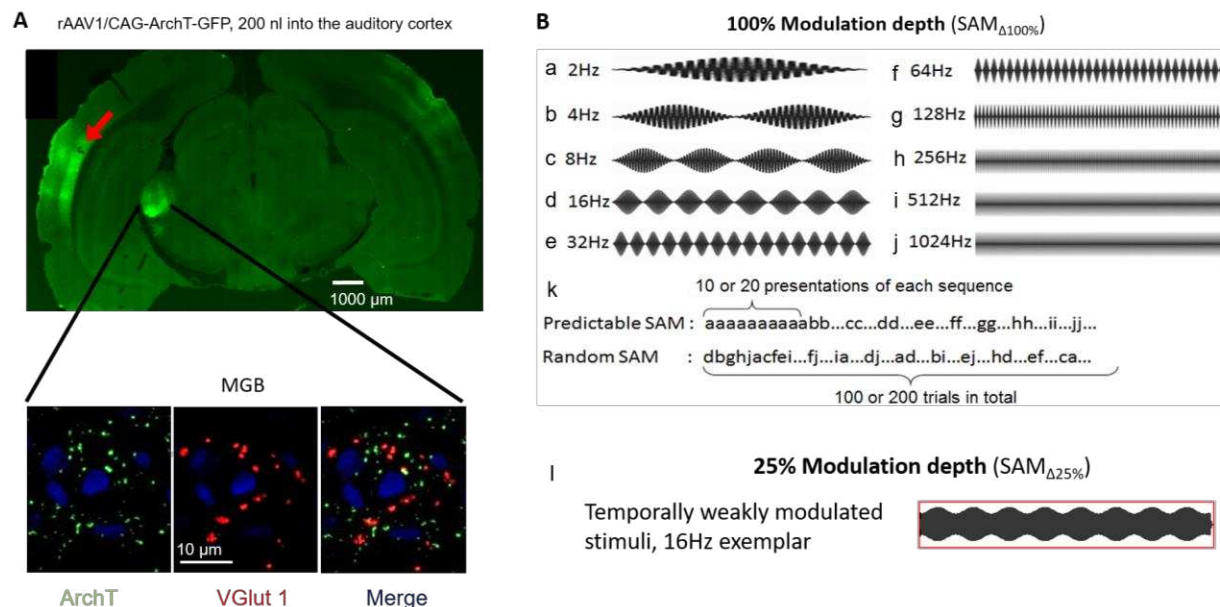 A
rAAV1/CAG-ArchT-GFP, 200 nl into the auditory cortex
1000 µm
MGB
10 µm
ArchT
VGlut 1
Merge
B
100% Modulation depth (SAMΔ100%)
a 2Hz
b 4Hz
c 8Hz
d 16Hz
e 32Hz
f 64Hz
g 128Hz
h 256Hz
i 512Hz
j 1024Hz
k
10 or 20 presentations of each sequence
Predictable SAM : aaaaaaaaaabb...cc...dd...ee...ff...gg...hh...ii...jj...
Random SAM : dbghjacfei...fj...ia...dj...ad...bi...ej...hd...ef...ca...
100 or 200 trials in total
l
25% Modulation depth (SAMΔ25%)
Temporally weakly modulated
stimuli, 16Hz exemplar